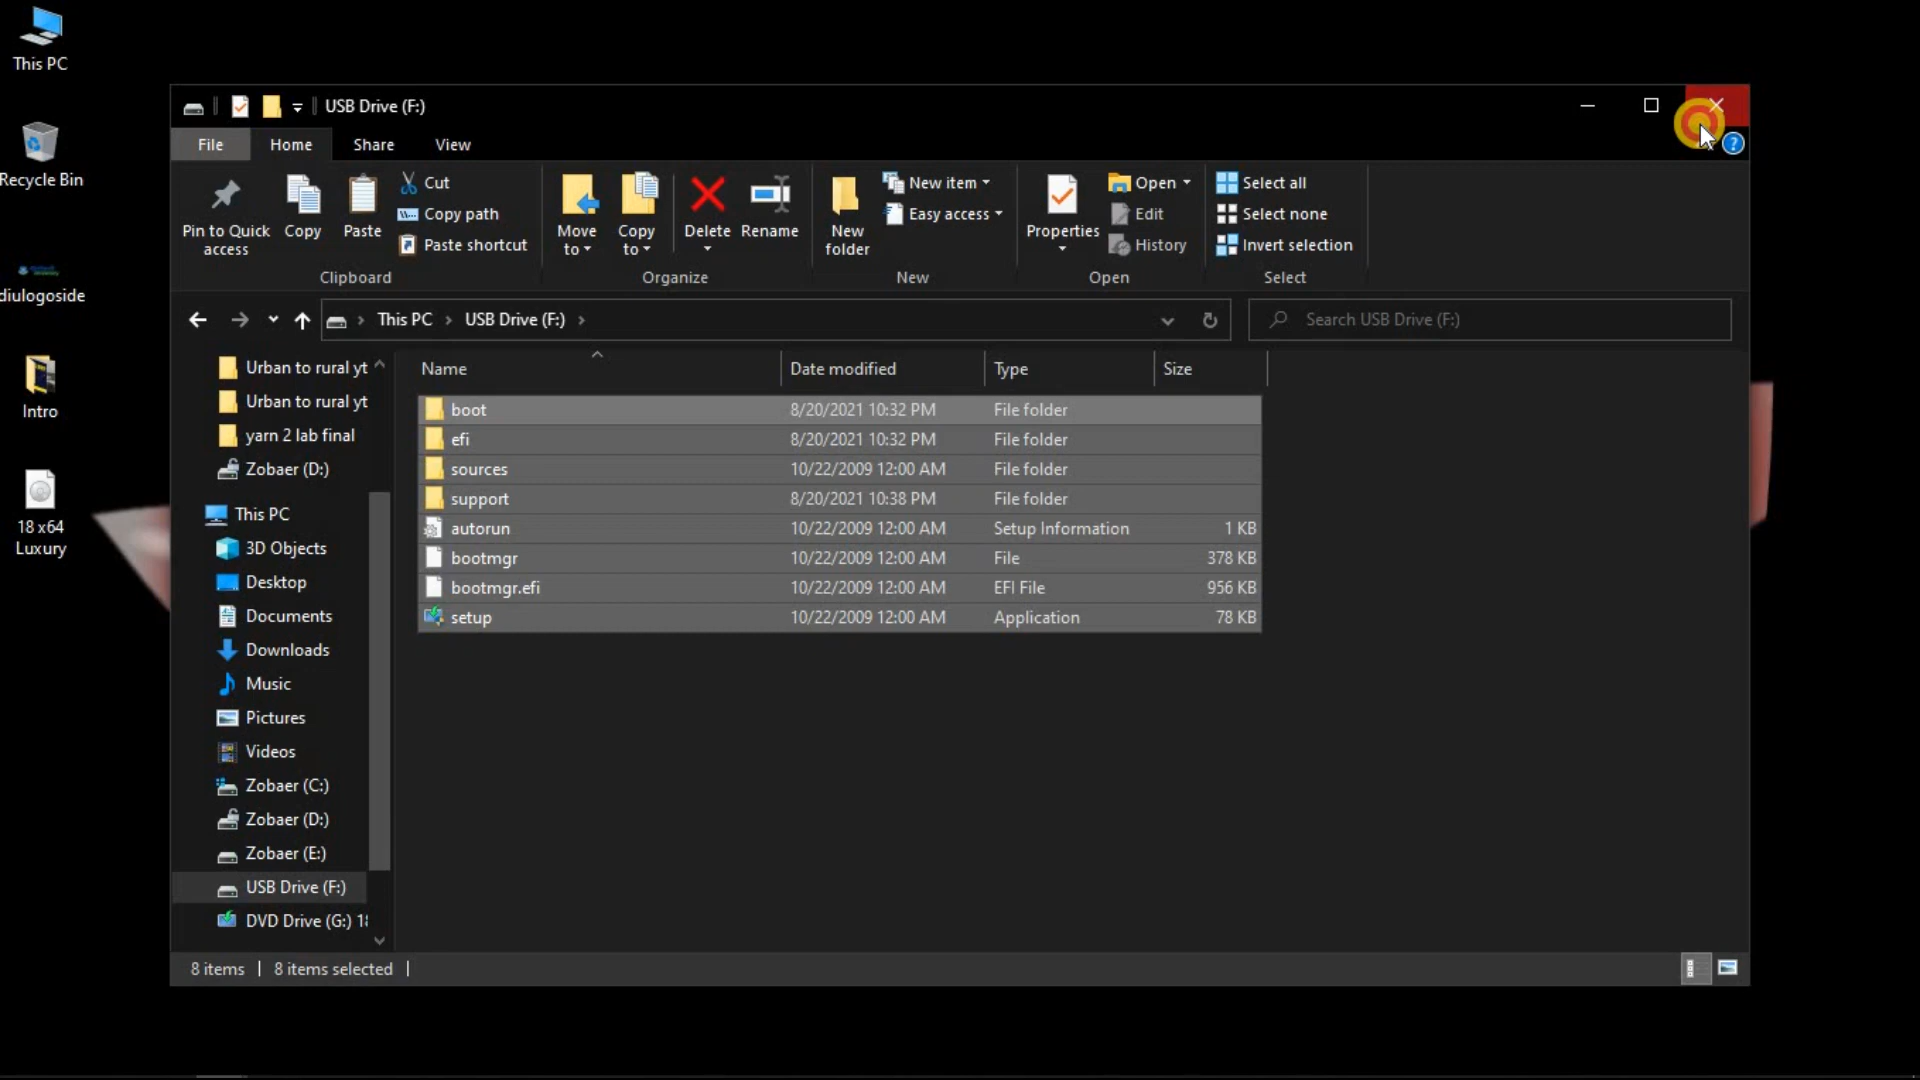 This PC
Recycle Bin
diulogoside
Intro
18 x64
Luxury
USB Drive (F:)
File
Home
Share
View
?
Pin to Quick
access
Copy
Paste
Cut
Copy path
Paste shortcut
Clipboard
Move
to
Copy
to
Delete
Rename
Organize
New
folder
New item
Easy access
New
Properties
Open
Edit
History
Open
Select all
Select none
Invert selection
Select
This PC > USB Drive (F:) >
Search USB Drive (F:)
Urban to rural yt
Urban to rural yt
yarn 2 lab final
Zobaer (D:)
This PC
3D Objects
Desktop
Documents
Downloads
Music
Pictures
Videos
Zobaer (C:)
Zobaer (D:)
Zobaer (E:)
USB Drive (F:)
DVD Drive (G:) 18
Name Date modified Type Size
boot 8/20/2021 10:32 PM File folder
efi 8/20/2021 10:32 PM File folder
sources 10/22/2009 12:00 AM File folder
support 8/20/2021 10:38 PM File folder
autorun 10/22/2009 12:00 AM Setup Information 1 KB
bootmgr 10/22/2009 12:00 AM File 378 KB
bootmgr.efi 10/22/2009 12:00 AM EFI File 956 KB
setup 10/22/2009 12:00 AM Application 78 KB
8 items | 8 items selected |